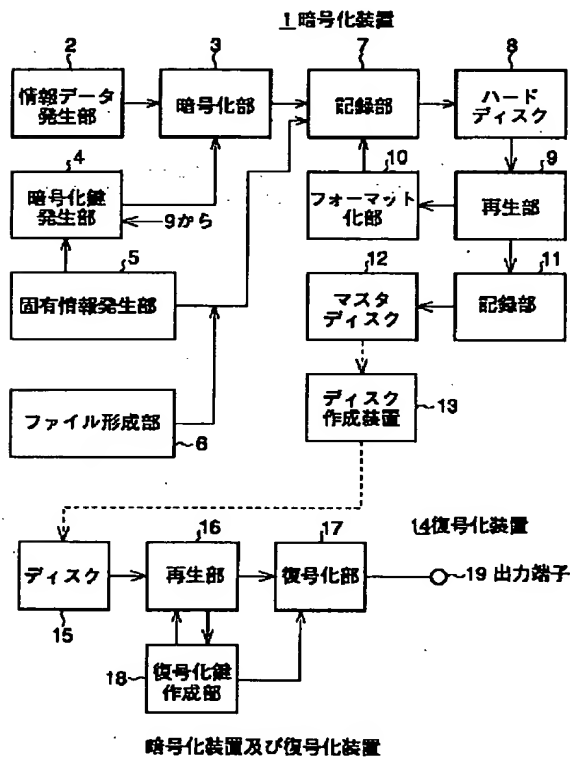 1 暗号化装置
2
3
7
8
情報データ
発生部
暗号化部
記録部
ハード
ディスク
4
10
9
暗号化鍵
発生部
9から
フォーマット
化部
再生部
5
12
11
固有情報発生部
マスタ
ディスク
記録部
ファイル形成部
6
ディスク
作成装置
13
16
17
14復号化装置
ディスク
再生部
復号化部
19 出力端子
15
18
復号化鍵
作成部
暗号化装置及び復号化装置